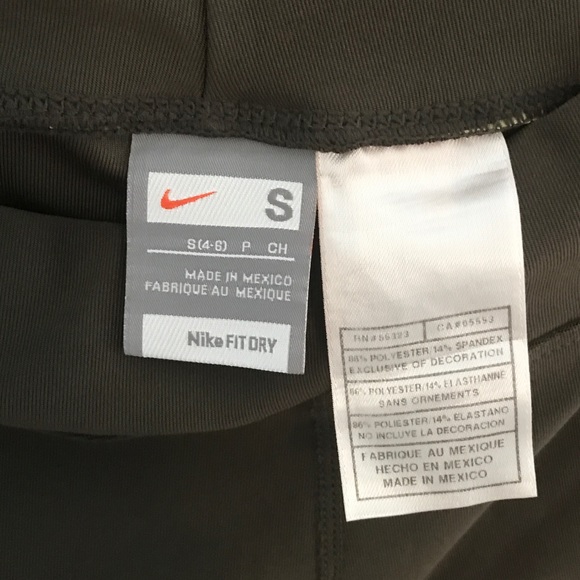 S
S(4-6) P CH
MADE IN MEXICO
FABRIQUE AU MEXIQUE
Nike FIT DRY
RN#56323 CA#05553
86% POLYESTER/14% SPANDEX
EXCLUSIVE OF DECORATION
86% POLYESTER/14% ELASTHANNE
SANS ORNEMENTS
86% POLIESTER/14% ELASTANO
NO INCLUYE LA DECORACION
FABRIQUE AU MEXIQUE
HECHO EN MEXICO
MADE IN MEXICO